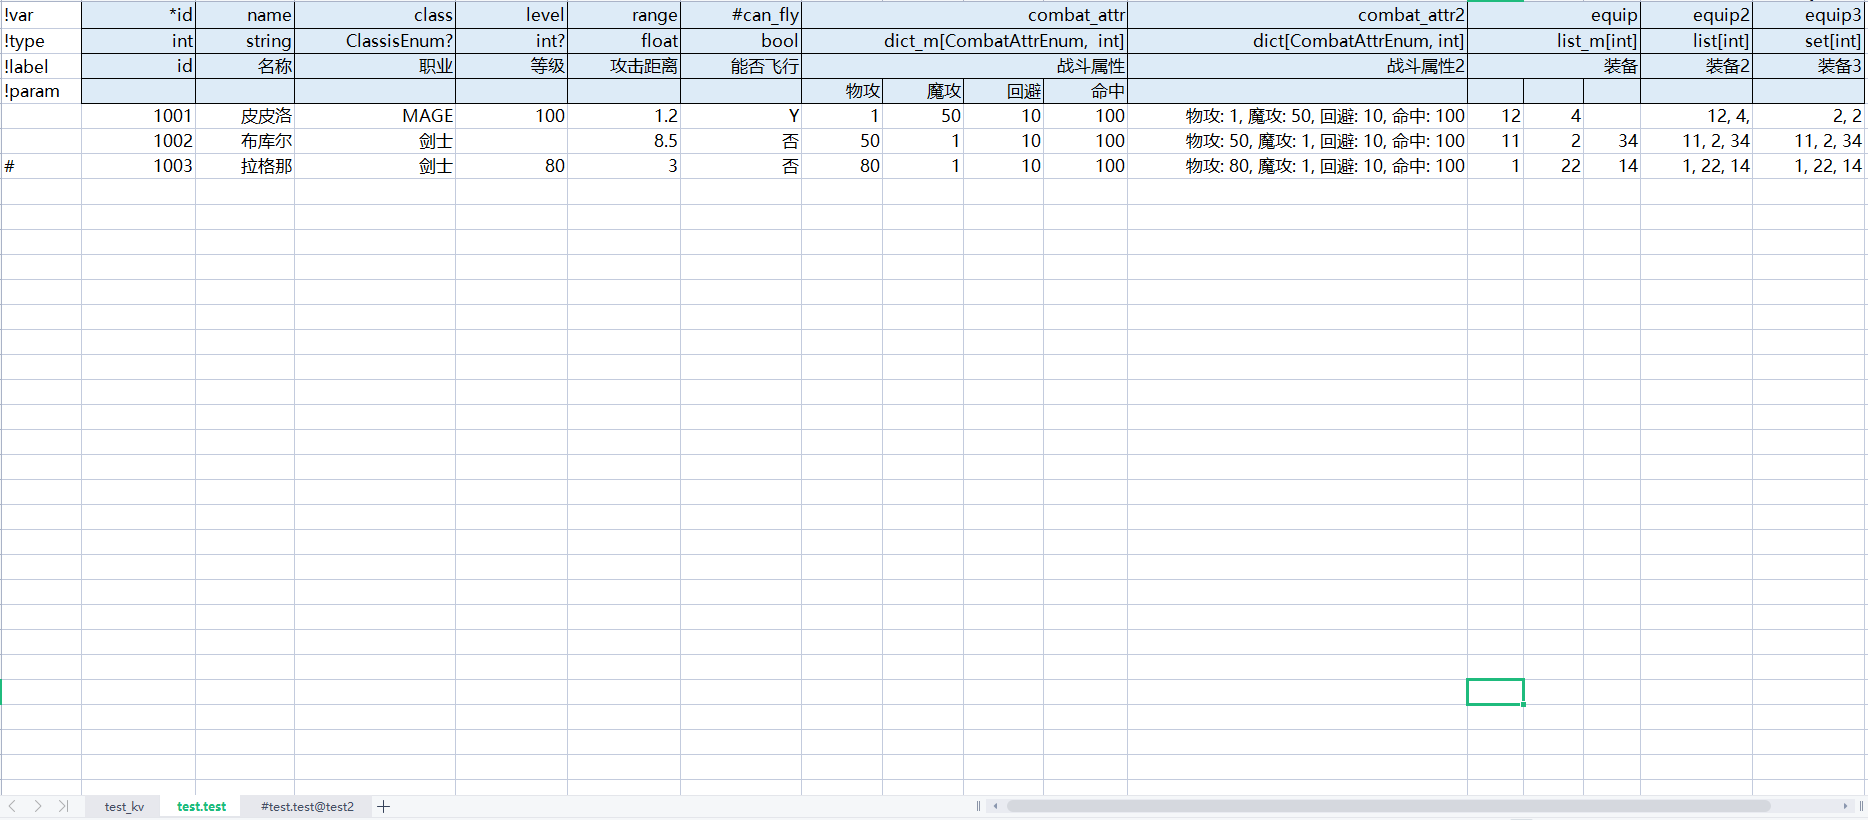 !var *id name class level range #can_fly combat_attr combat_attr2 equip equip2 equip3
!type int string ClassisEnum? int? float bool dict_m[CombatAttrEnum,  int] dict[CombatAttrEnum, int] list_m[int] list[int] set[int]
!label id 名称 职业 等级 攻击距离 能否飞行 战斗属性 战斗属性2 装备 装备2 装备3
!param 物攻 魔攻 回避 命中
1001 皮皮洛 MAGE 100 1.2 Y 1 50 10 100 物攻: 1, 魔攻: 50, 回避: 10, 命中: 100 12 4 12, 4, 2, 2
1002 布库尔 剑士 8.5 否 50 1 10 100 物攻: 50, 魔攻: 1, 回避: 10, 命中: 100 11 2 34 11, 2, 34 11, 2, 34
# 1003 拉格那 剑士 80 3 否 80 1 10 100 物攻: 80, 魔攻: 1, 回避: 10, 命中: 100 1 22 14 1, 22, 14 1, 22, 14
test_kv test.test #test.test@test2